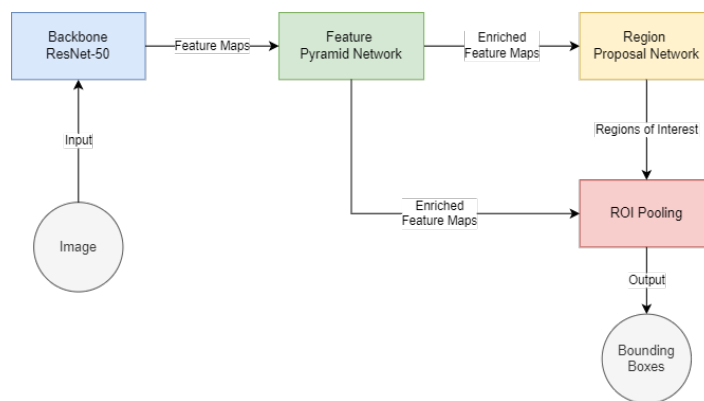 Backbone
ResNet-50
Feature Maps
Feature
Pyramid Network
Enriched
Feature Maps
Region
Proposal Network
Input
Regions of Interest
Image
Enriched
Feature Maps
ROI Pooling
Output
Bounding
Boxes